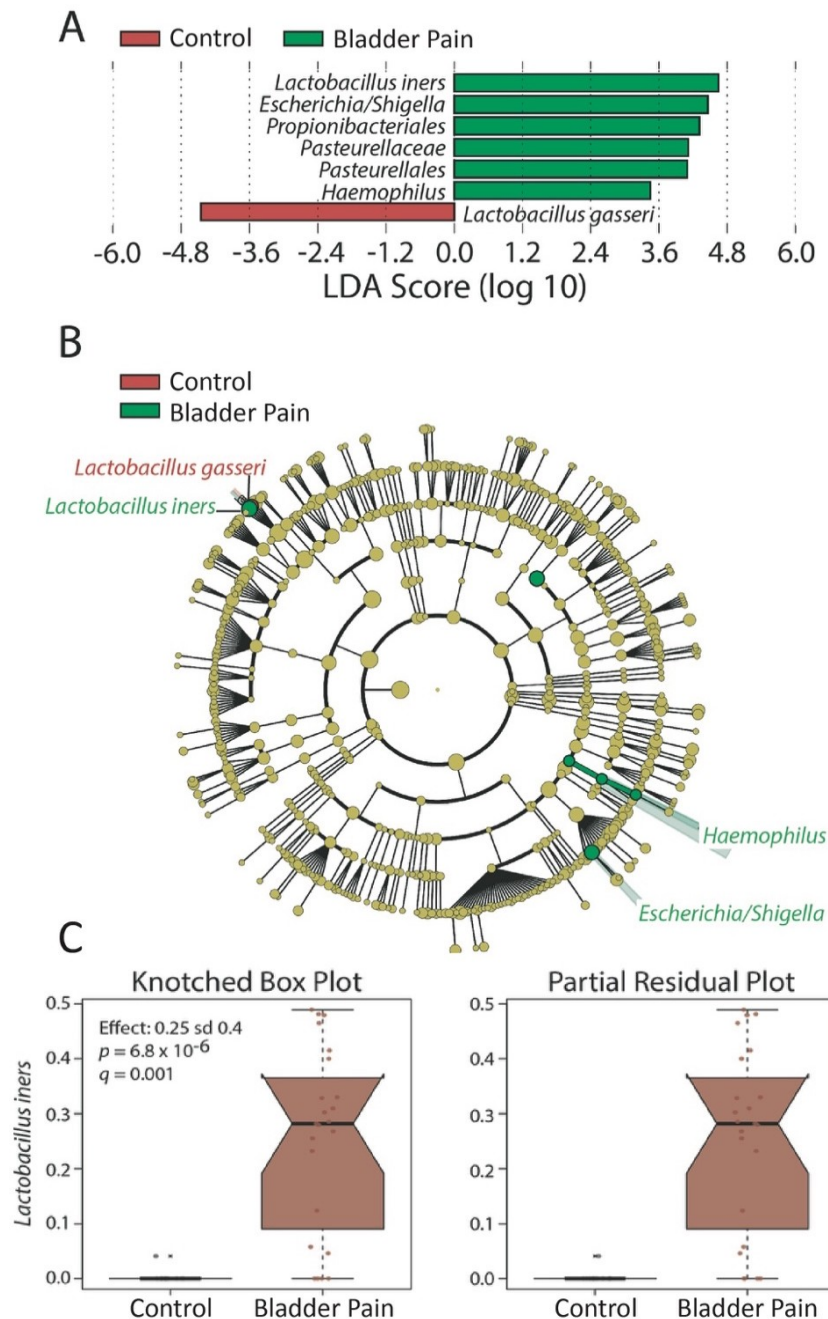 A
Control
Bladder Pain
Lactobacillus iners
Escherichia/Shigella
Propionibacteriales
Pasteurellaceae
Pasteurellales
Haemophilus
Lactobacillus gasseri
-6.0 -4.8 -3.6 -2.4 -1.2 0.0 1.2 2.4 3.6 4.8 6.0
LDA Score (log 10)
B
Control
Bladder Pain
Lactobacillus gasseri
Lactobacillus iners
Haemophilus
Escherichia/Shigella
C
Knotched Box Plot
Effect: 0.25 sd 0.4
p = 6.8 x 10-6
q = 0.001
Lactobacillus iners
0.5
0.4
0.3
0.2
0.1
0.0
Control Bladder Pain
Partial Residual Plot
0.5
0.4
0.3
0.2
0.1
0.0
Control Bladder Pain